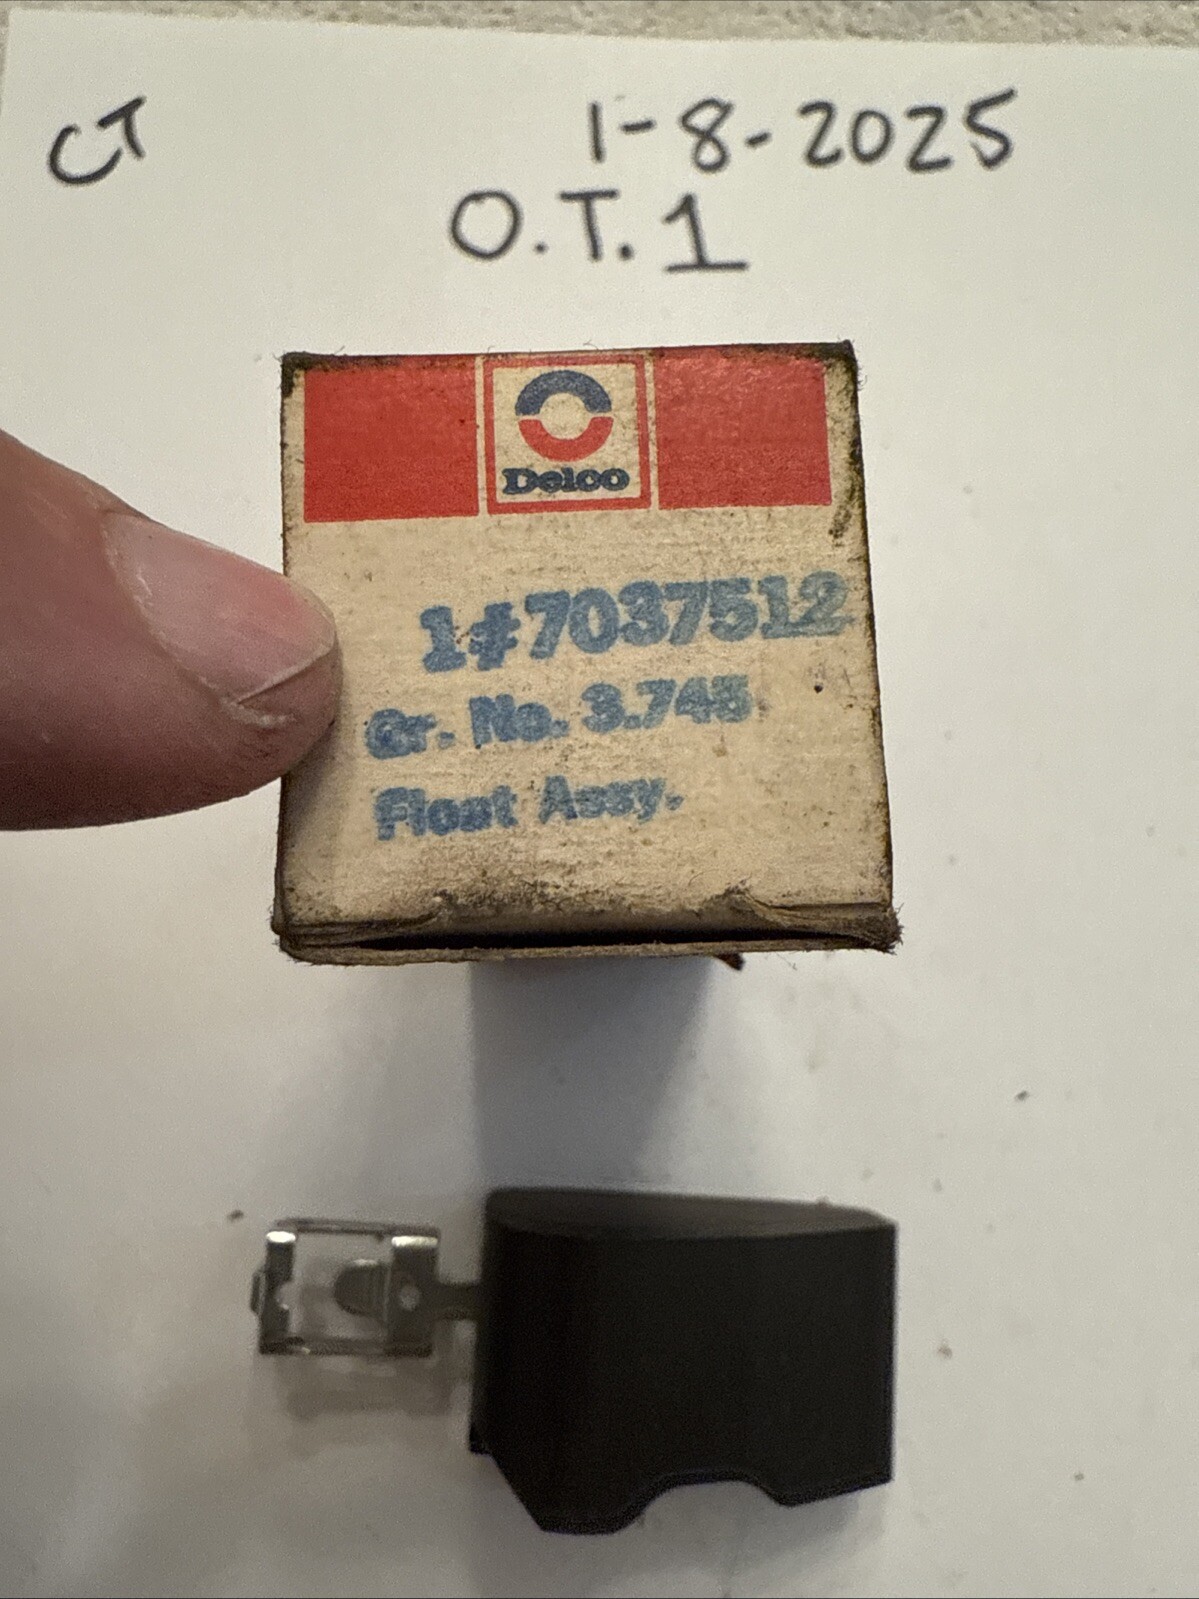 CT
1-8-2025
O.T.1
Delco
1#7037512
Gr. No. 3.745
Float Assy.